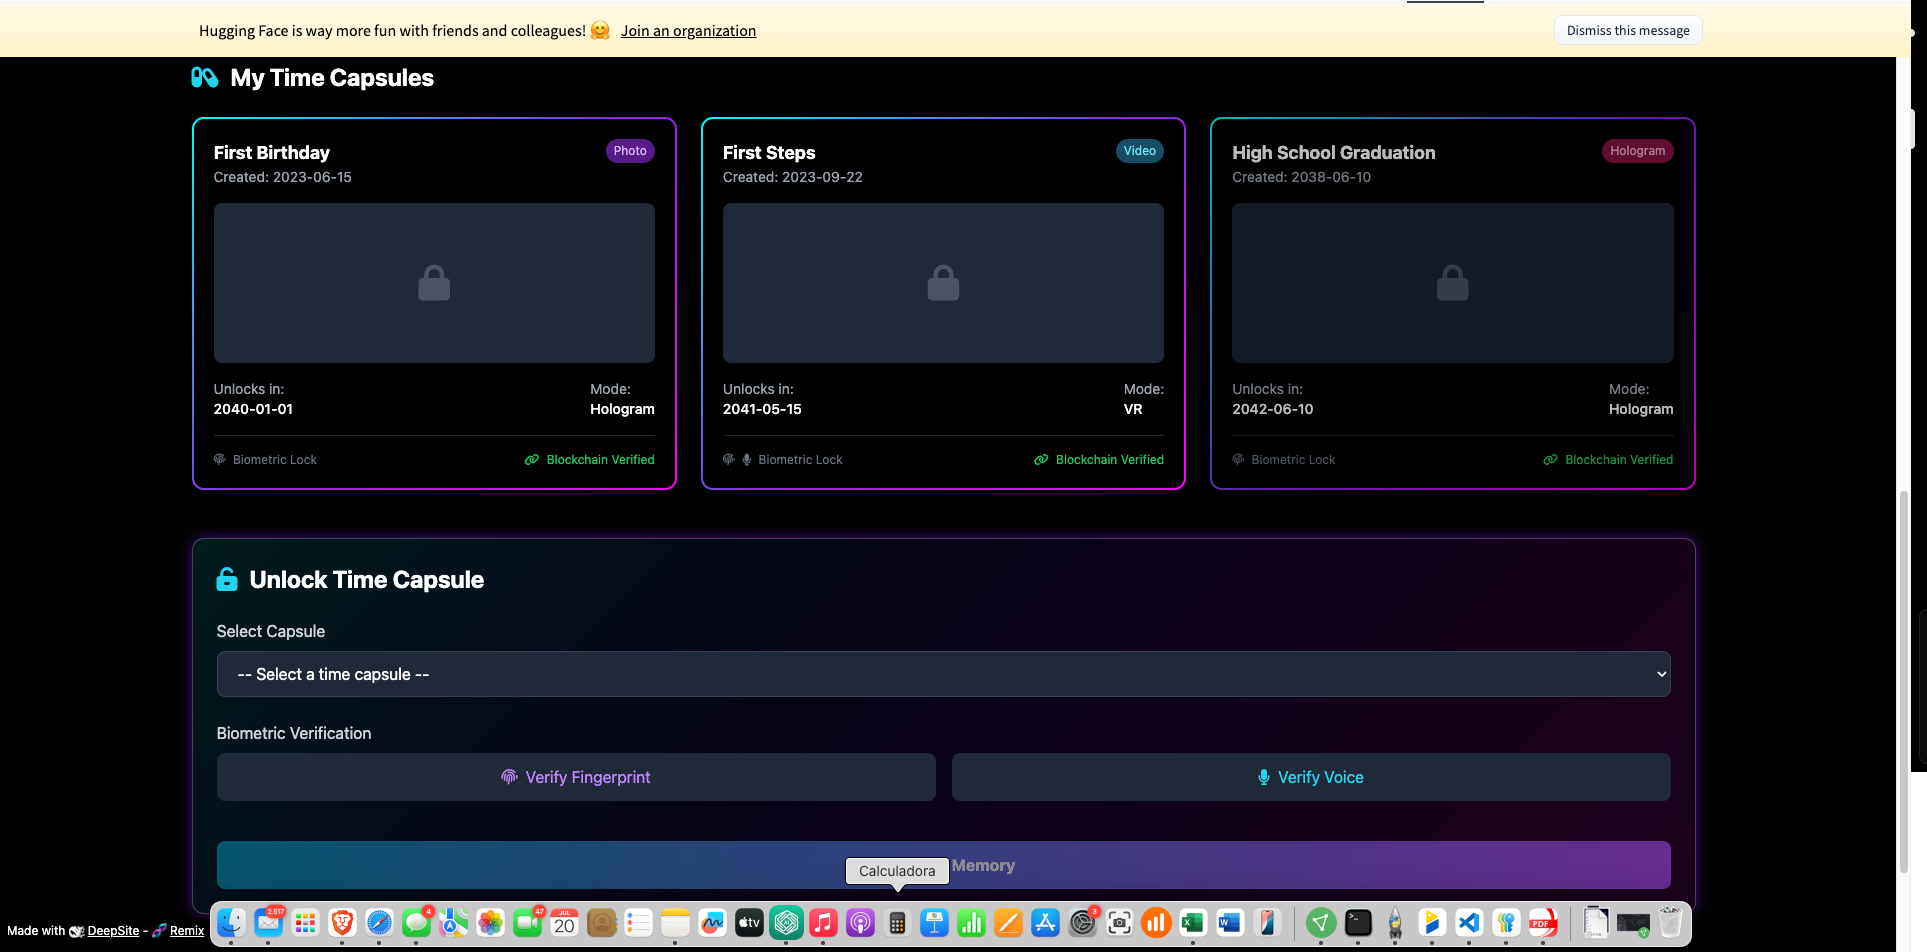 Hugging Face is way more fun with friends and colleagues! 🤗 Join an organization
Dismiss this message
My Time Capsules
First Birthday
Photo
Created: 2023-06-15
Unlocks in:
Mode:
2040-01-01
Hologram
Biometric Lock
Blockchain Verified
First Steps
Video
Created: 2023-09-22
Unlocks in:
Mode:
2041-05-15
VR
Biometric Lock
Blockchain Verified
High School Graduation
Hologram
Created: 2038-06-10
Unlocks in:
Mode:
2042-06-10
Hologram
Biometric Lock
Blockchain Verified
Unlock Time Capsule
Select Capsule
-- Select a time capsule --
Biometric Verification
Verify Fingerprint
Verify Voice
Memory
Calculadora
Made with DeepSite - Remix
2.517
4
47
JUL
20
tv
3
PDF